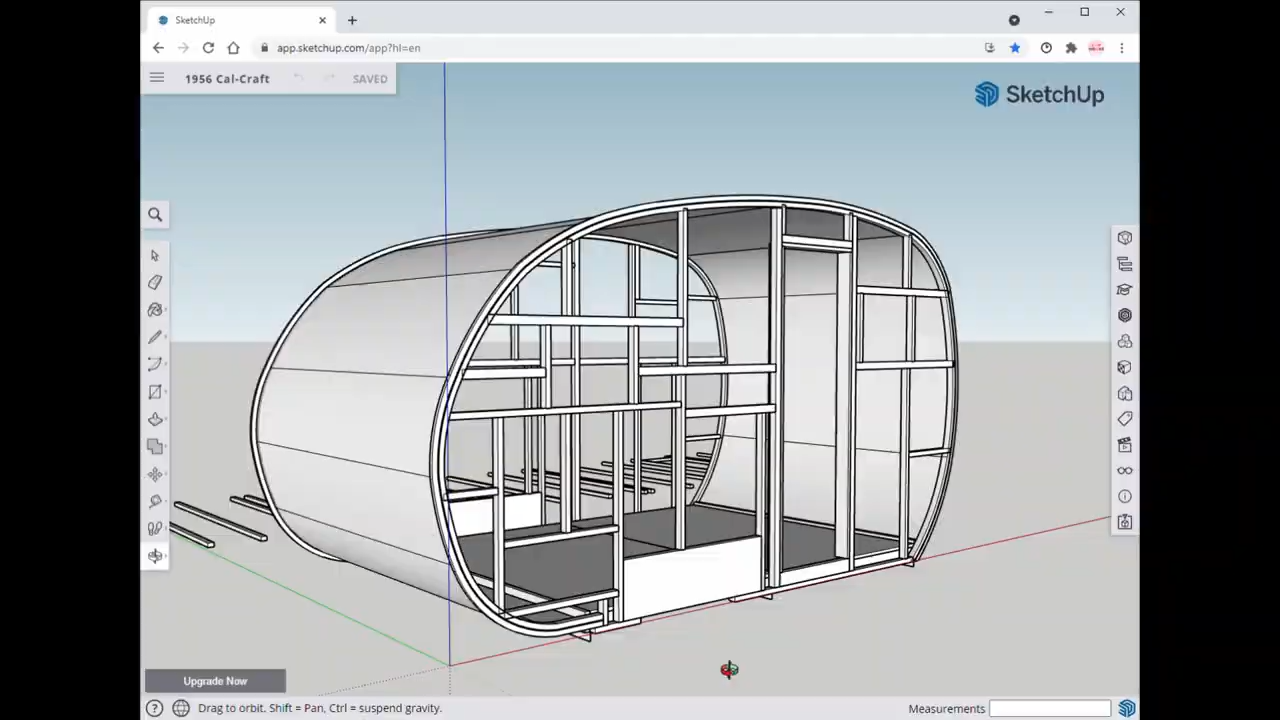 SketchUp
app.sketchup.com/app?hl=en
1956 Cal-Craft
SAVED
SketchUp
Upgrade Now
Drag to orbit. Shift = Pan, Ctrl = suspend gravity.
Measurements